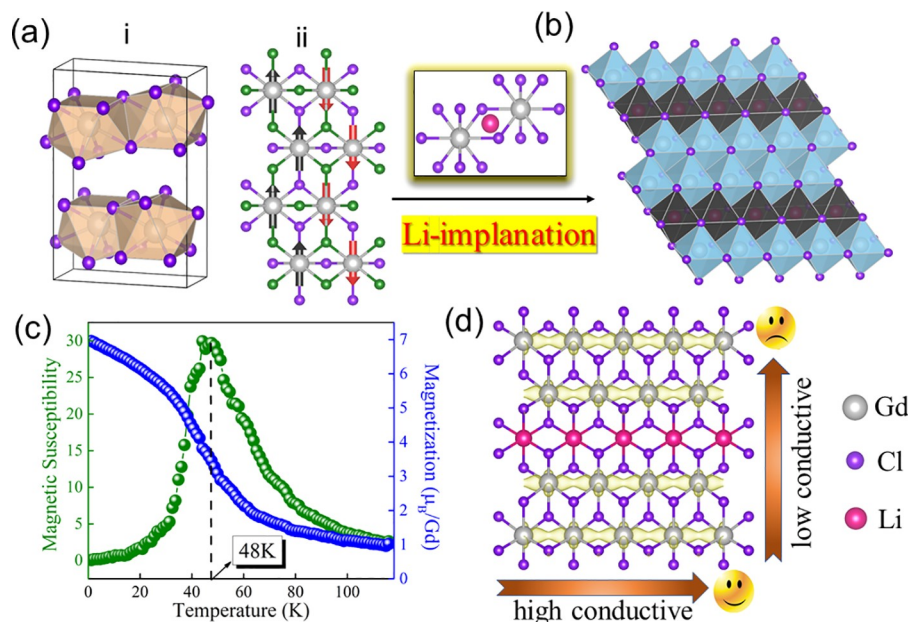 (a)
i
ii
(b)
Li-implanation
(c)
Magnetic Susceptibility
30
25
20
15
10
5
0
48K
0
20
40
60
80
100
Temperature (K)
7
6
5
4
3
2
1
0
Magnetization (μB/Gd)
(d)
low conductive
high conductive
Gd
Cl
Li